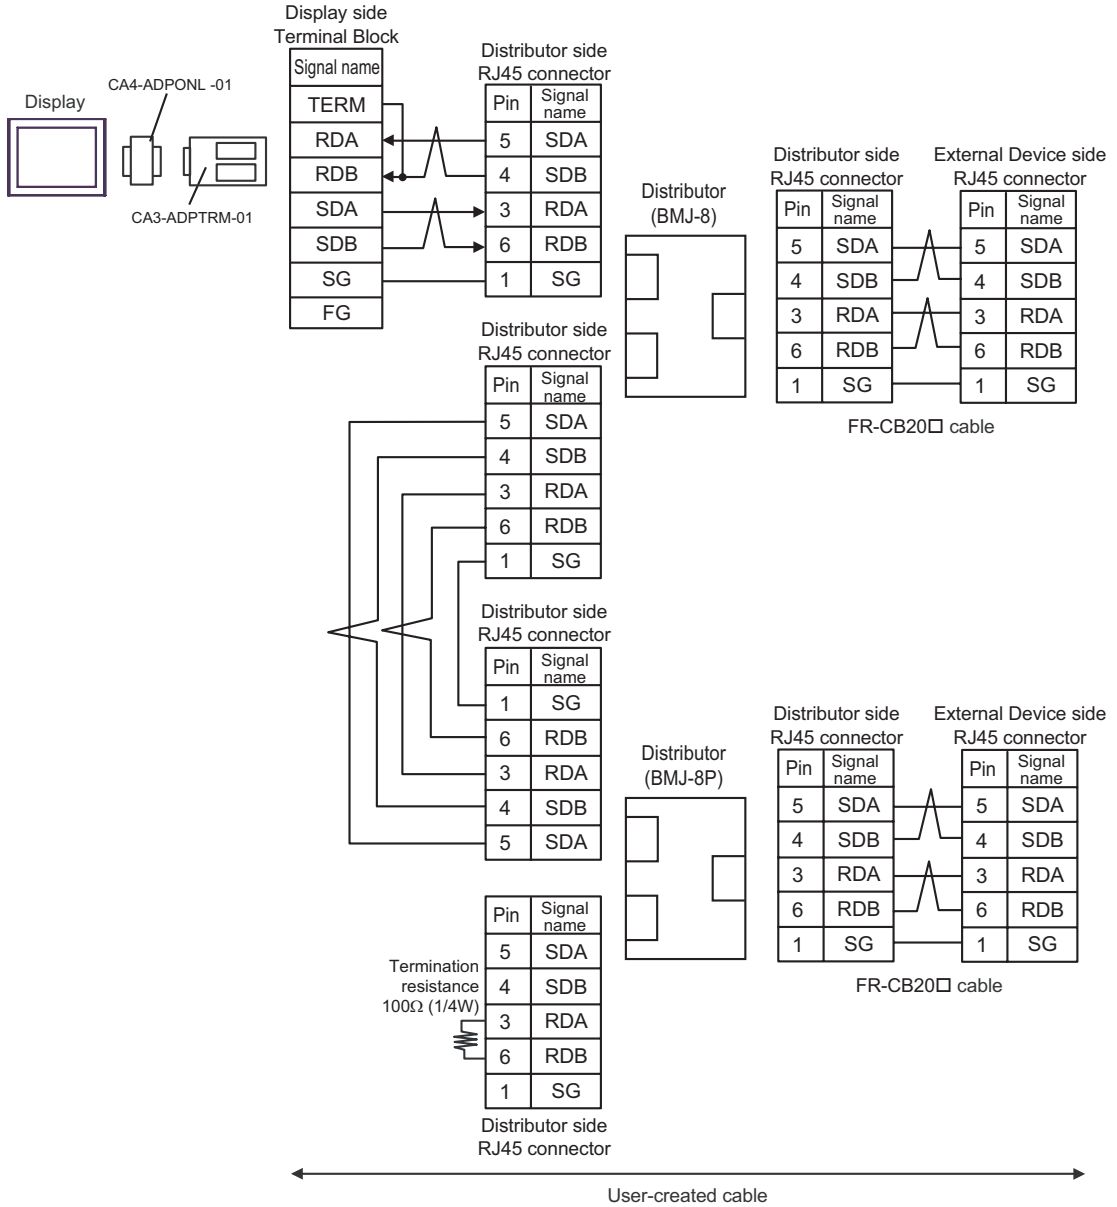 Display side
Terminal Block
Signal name
TERM
RDA
RDB
SDA
SDB
SG
FG
CA4-ADPONL -01
Display
CA3-ADPTRM-01
Distributor side
RJ45 connector
Pin Signal name
5 SDA
4 SDB
3 RDA
6 RDB
1 SG
Distributor
(BMJ-8)
Distributor side
RJ45 connector
Pin Signal name
5 SDA
4 SDB
3 RDA
6 RDB
1 SG
External Device side
RJ45 connector
Pin Signal name
5 SDA
4 SDB
3 RDA
6 RDB
1 SG
FR-CB20□ cable
Distributor side
RJ45 connector
Pin Signal name
5 SDA
4 SDB
3 RDA
6 RDB
1 SG
Distributor side
RJ45 connector
Pin Signal name
1 SG
6 RDB
3 RDA
4 SDB
5 SDA
Distributor
(BMJ-8P)
Distributor side
RJ45 connector
Pin Signal name
5 SDA
4 SDB
3 RDA
6 RDB
1 SG
External Device side
RJ45 connector
Pin Signal name
5 SDA
4 SDB
3 RDA
6 RDB
1 SG
FR-CB20□ cable
Termination
resistance
100Ω (1/4W)
Pin Signal name
5 SDA
4 SDB
3 RDA
6 RDB
1 SG
Distributor side
RJ45 connector
User-created cable